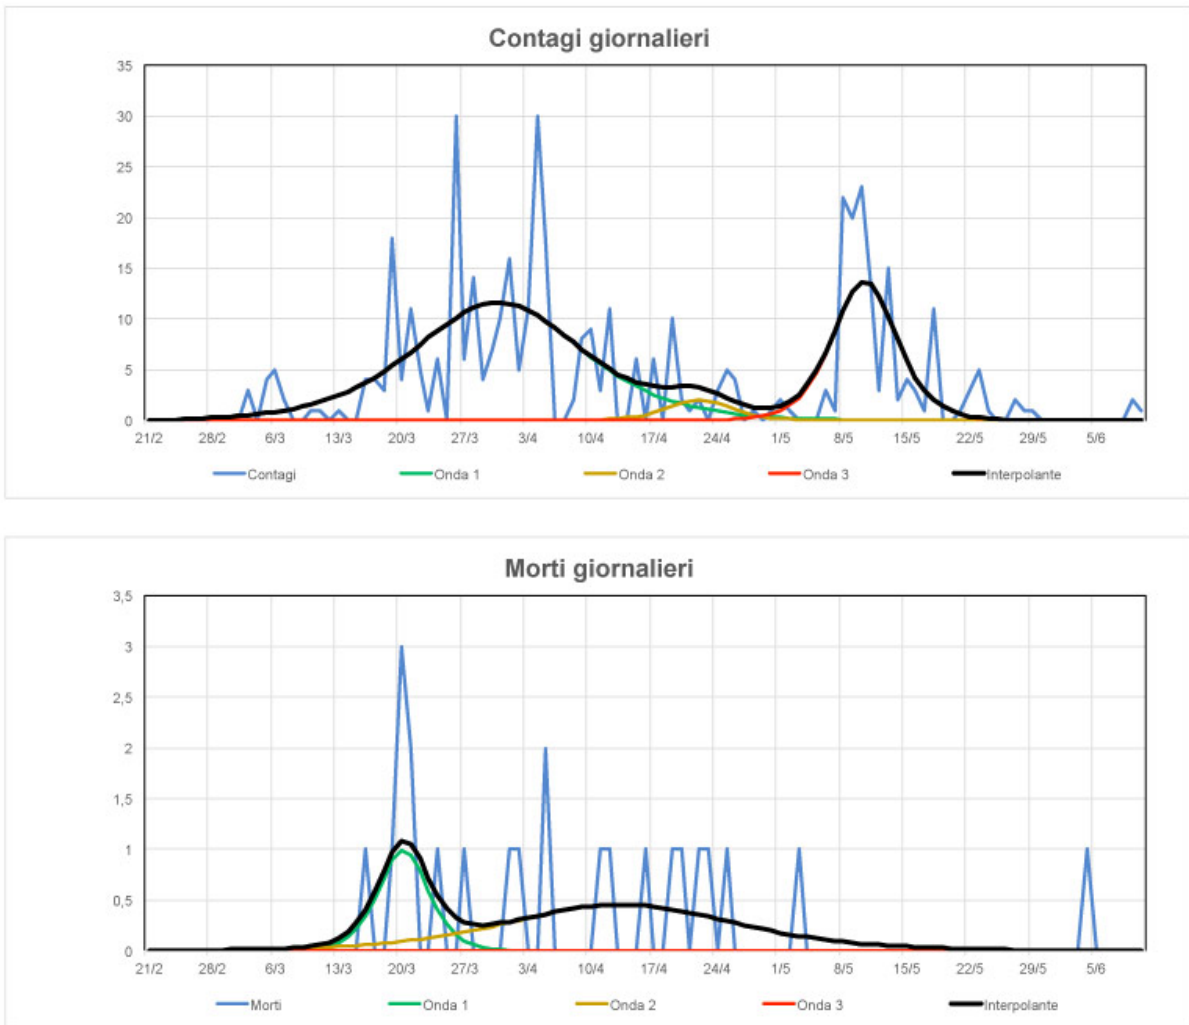 Contagi giornalieri
35
30
25
20
15
10
5
0
21/2 28/2 6/3 13/3 20/3 27/3 3/4 10/4 17/4 24/4 1/5 8/5 15/5 22/5 29/5 5/6
Contagi Onda 1 Onda 2 Onda 3 Interpolante
Morti giornalieri
3,5
3
2,5
2
1,5
1
0,5
0
21/2 28/2 6/3 13/3 20/3 27/3 3/4 10/4 17/4 24/4 1/5 8/5 15/5 22/5 29/5 5/6
Morti Onda 1 Onda 2 Onda 3 Interpolante